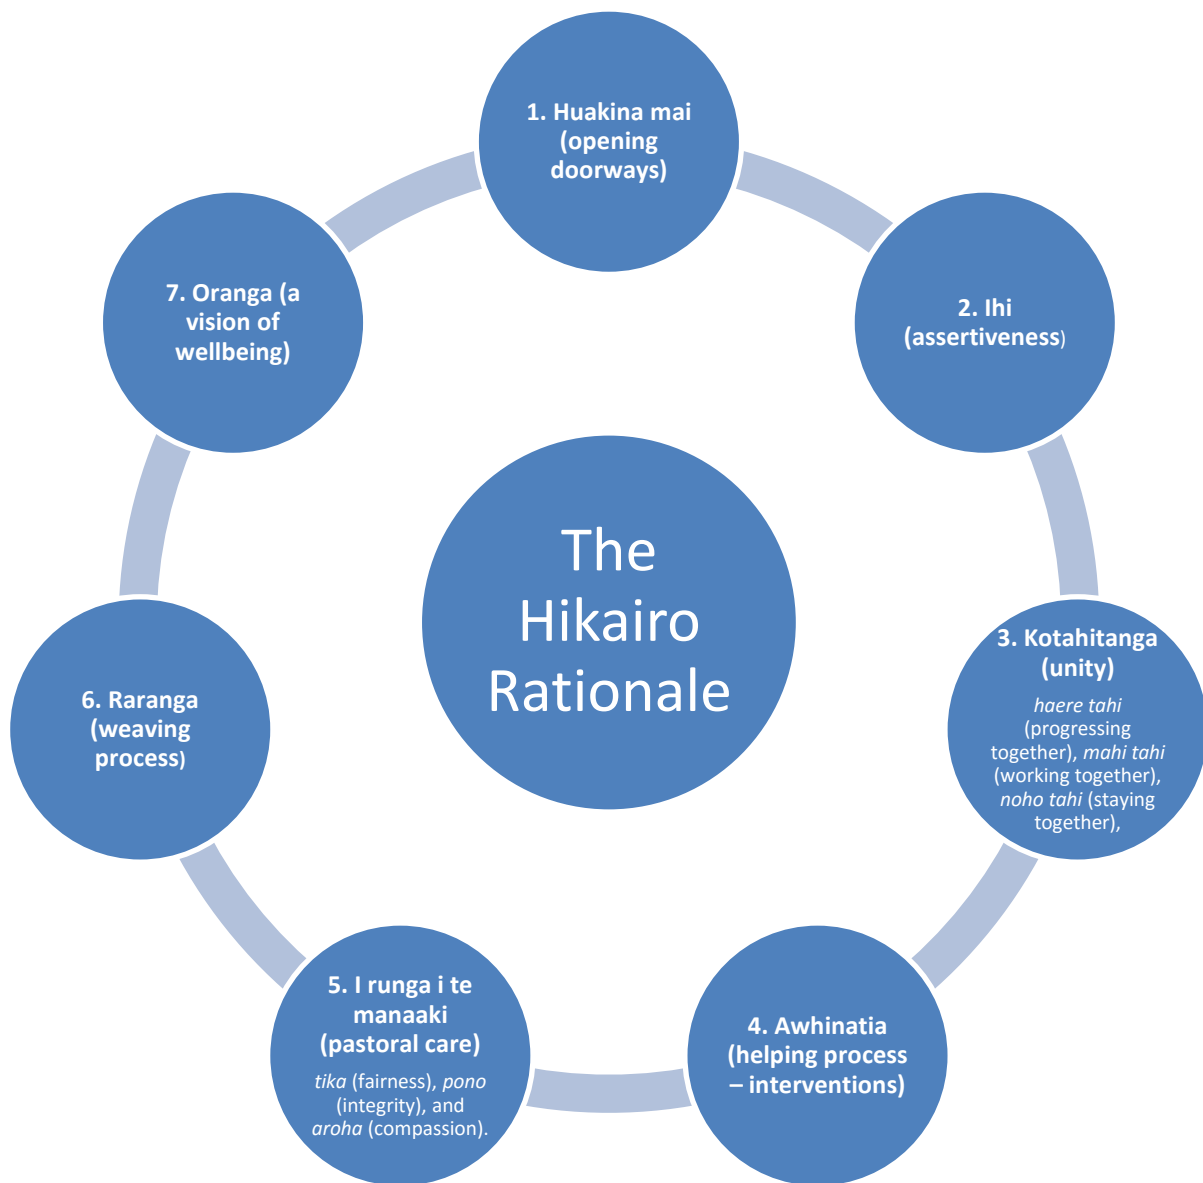 1. Huakina mai
(opening
doorways)
2. Ihi
(assertiveness)
3. Kotahitanga
(unity)
haere tahi
(progressing
together), mahi tahi
(working together),
noho tahi (staying
together),
4. Awhinatia
(helping process
– interventions)
5. I runga i te
manaaki
(pastoral care)
tika (fairness), pono
(integrity), and
aroha (compassion).
6. Raranga
(weaving
process)
7. Oranga (a
vision of
wellbeing)
The
Hikairo
Rationale